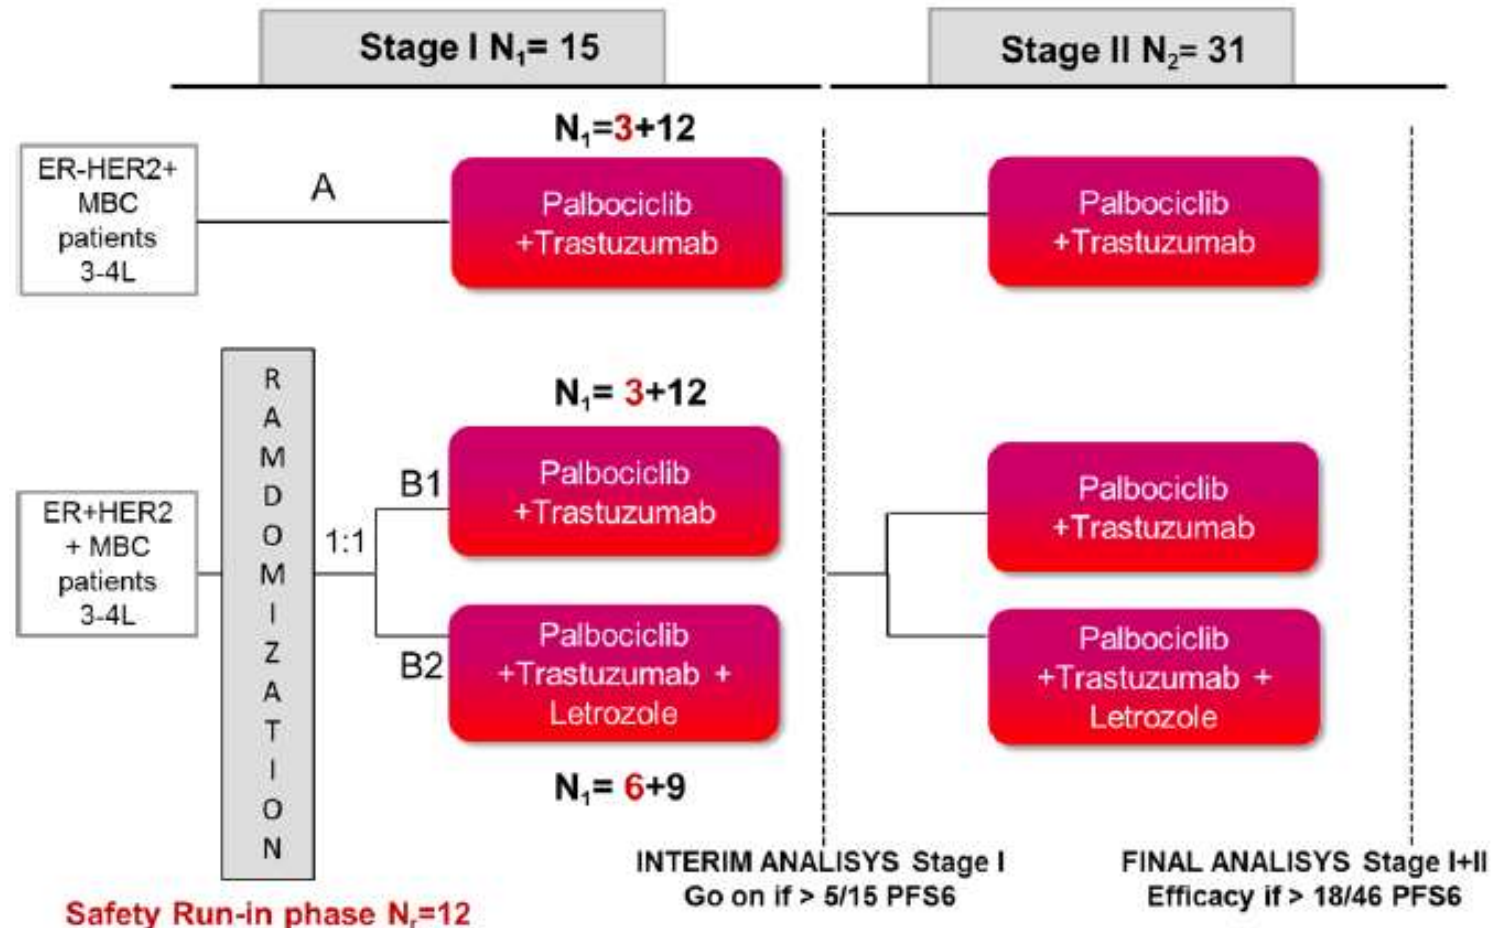 Stage I N₁= 15
Stage II N₂= 31
N₁=3+12
ER-HER2+
MBC
patients
3-4L
A
Palbociclib
+Trastuzumab
Palbociclib
+Trastuzumab
RAMDOMIZATION
N₁= 3+12
ER+HER2
+ MBC
patients
3-4L
1:1
B1
Palbociclib
+Trastuzumab
Palbociclib
+Trastuzumab
B2
Palbociclib
+Trastuzumab +
Letrozole
Palbociclib
+Trastuzumab +
Letrozole
N₁= 6+9
INTERIM ANALISYS Stage I
Go on if > 5/15 PFS6
FINAL ANALISYS Stage I+II
Efficacy if > 18/46 PFS6
Safety Run-in phase Nᵣ=12